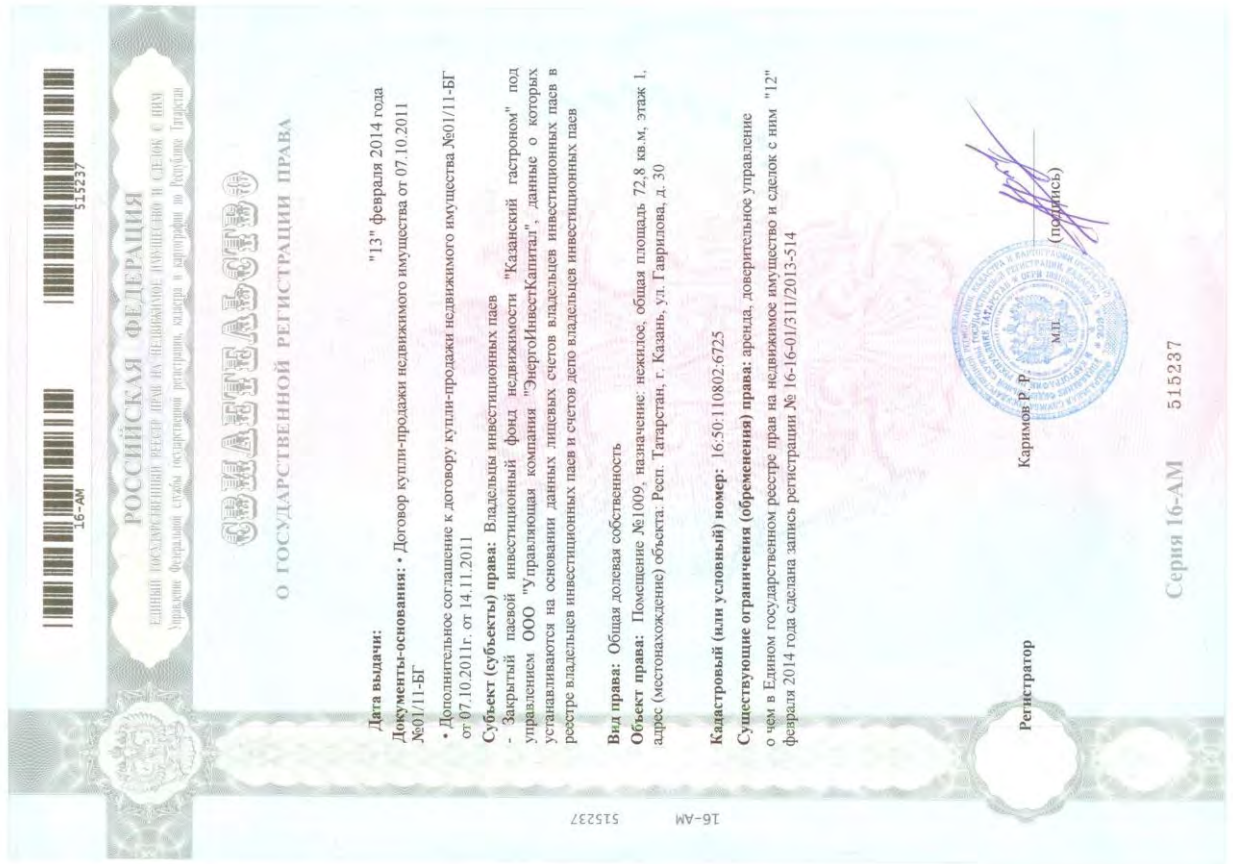 16-АМ 515237
РОССИЙСКАЯ ФЕДЕРАЦИЯ
ЕДИНЫЙ ГОСУДАРСТВЕННЫЙ РЕЕСТР ПРАВ НА НЕДВИЖИМОЕ ИМУЩЕСТВО И СДЕЛОК С НИМ
Управление Федеральной службы государственной регистрации, кадастра и картографии по Республике Татарстан
СВИДЕТЕЛЬСТВО
О ГОСУДАРСТВЕННОЙ РЕГИСТРАЦИИ ПРАВА
Дата выдачи: "13" февраля 2014 года
Документы-основания: • Договор купли-продажи недвижимого имущества от 07.10.2011
№01/11-БГ
• Дополнительное соглашение к договору купли-продажи недвижимого имущества №01/11-БГ
от 07.10.2011г. от 14.11.2011
Субъект (субъекты) права: Владельцы инвестиционных паев
- Закрытый паевой инвестиционный фонд недвижимости "Казанский гастроном" под
управлением ООО "Управляющая компания "ЭнергоИнвестКапитал", данные о которых
устанавливаются на основании данных лицевых счетов владельцев инвестиционных паев в
реестре владельцев инвестиционных паев и счетов депо владельцев инвестиционных паев
Вид права: Общая долевая собственность
Объект права: Помещение №1009, назначение: нежилое, общая площадь 72,8 кв.м, этаж 1,
адрес (местонахождение) объекта: Респ. Татарстан, г. Казань, ул. Гаврилова, д. 30
Кадастровый (или условный) номер: 16:50:110802:6725
Существующие ограничения (обременения) права: аренда, доверительное управление
о чем в Едином государственном реестре прав на недвижимое имущество и сделок с ним "12"
февраля 2014 года сделана запись регистрации № 16-16-01/311/2013-514
Регистратор Каримов Р. Р.
М.П. (подпись)
Серия 16-АМ 515237
16-АМ 515237